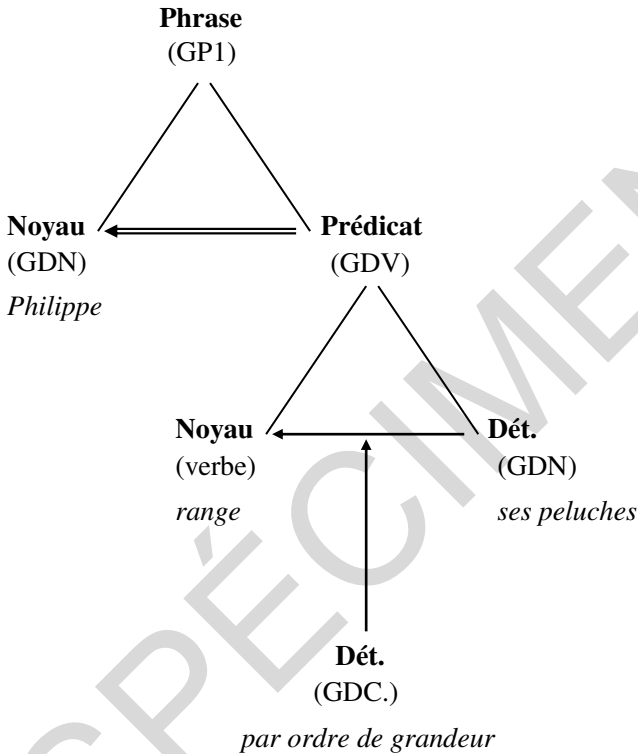 Phrase
(GP1)
Noyau
(GDN)
Philippe
Prédicat
(GDV)
Noyau
(verbe)
range
Dét.
(GDN)
ses peluches
Dét.
(GDC.)
par ordre de grandeur
SPÉCIMEN